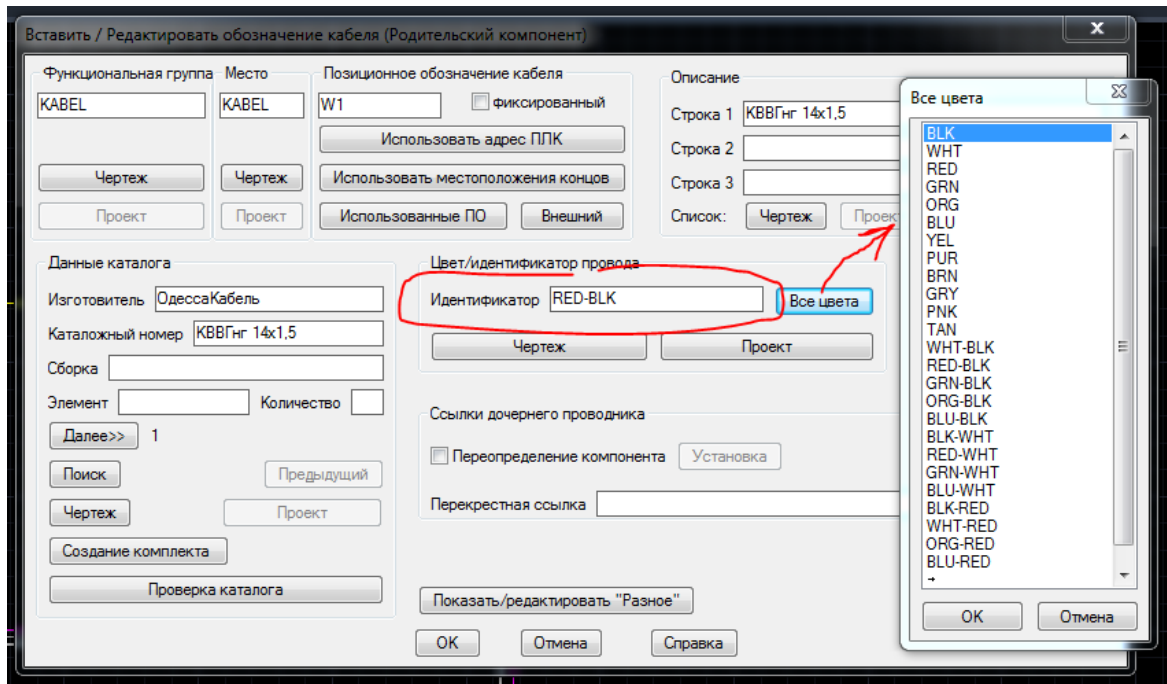 Вставить / Редактировать обозначение кабеля (Родительский компонент)
Функциональная группа
KABEL
Чертеж
Проект
Место
KABEL
Чертеж
Проект
Позиционное обозначение кабеля
W1
фиксированный
Использовать адрес ПЛК
Использовать местоположения концов
Использованные ПО
Внешний
Описание
Строка 1 КВВГнг 14х1,5
Строка 2
Строка 3
Список: Чертеж Проект
Данные каталога
Изготовитель ОдессаКабель
Каталожный номер КВВГнг 14х1,5
Сборка
Элемент Количество
Далее>> 1
Поиск Предыдущий
Чертеж Проект
Создание комплекта
Проверка каталога
Цвет/идентификатор провода
Идентификатор RED-BLK Все цвета
Чертеж Проект
Ссылки дочернего проводника
Переопределение компонента Установка
Перекрестная ссылка
Показать/редактировать "Разное"
OK Отмена Справка
Все цвета
BLK
WHT
RED
GRN
ORG
BLU
YEL
PUR
BRN
GRY
PNK
TAN
WHT-BLK
RED-BLK
GRN-BLK
ORG-BLK
BLU-BLK
BLK-WHT
RED-WHT
GRN-WHT
BLU-WHT
BLK-RED
WHT-RED
ORG-RED
BLU-RED
OK Отмена